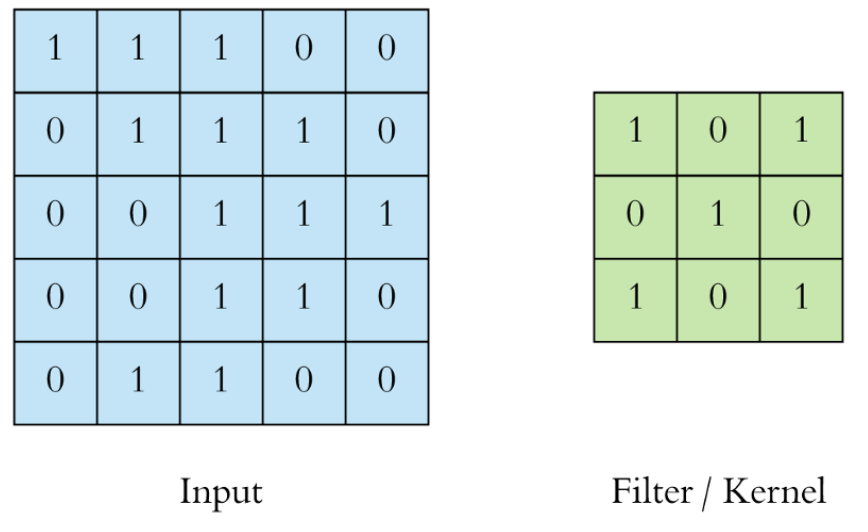 1 1 1 0 0
0 1 1 1 0
0 0 1 1 1
0 0 1 1 0
0 1 1 0 0
Input
1 0 1
0 1 0
1 0 1
Filter / Kernel